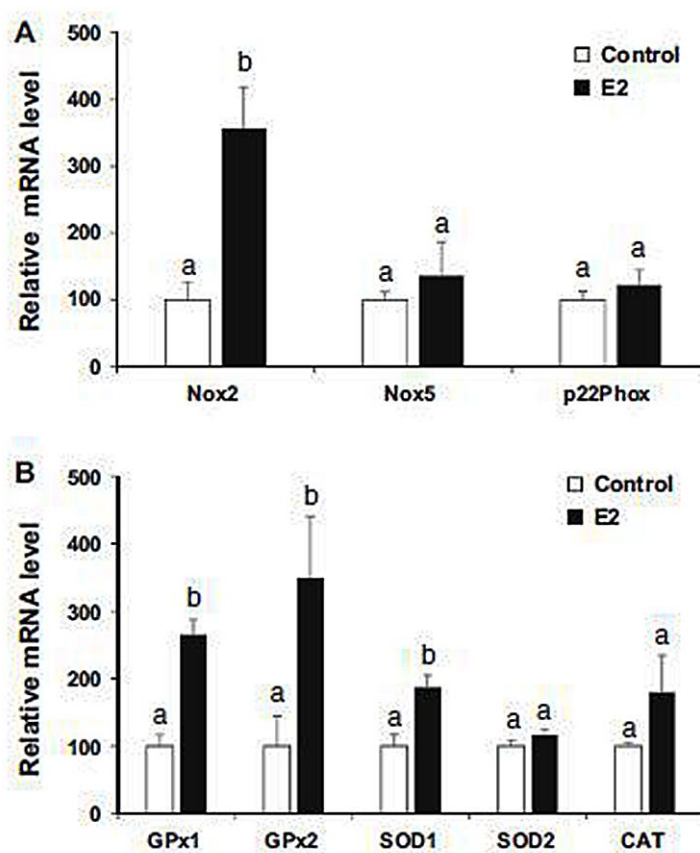 A
500
400
300
200
100
0
Relative mRNA level
Control
E2
a
b
a
a
a
a
Nox2
Nox5
p22Phox
B
500
400
300
200
100
0
Relative mRNA level
Control
E2
a
b
a
b
a
b
a
a
a
a
GPx1
GPx2
SOD1
SOD2
CAT